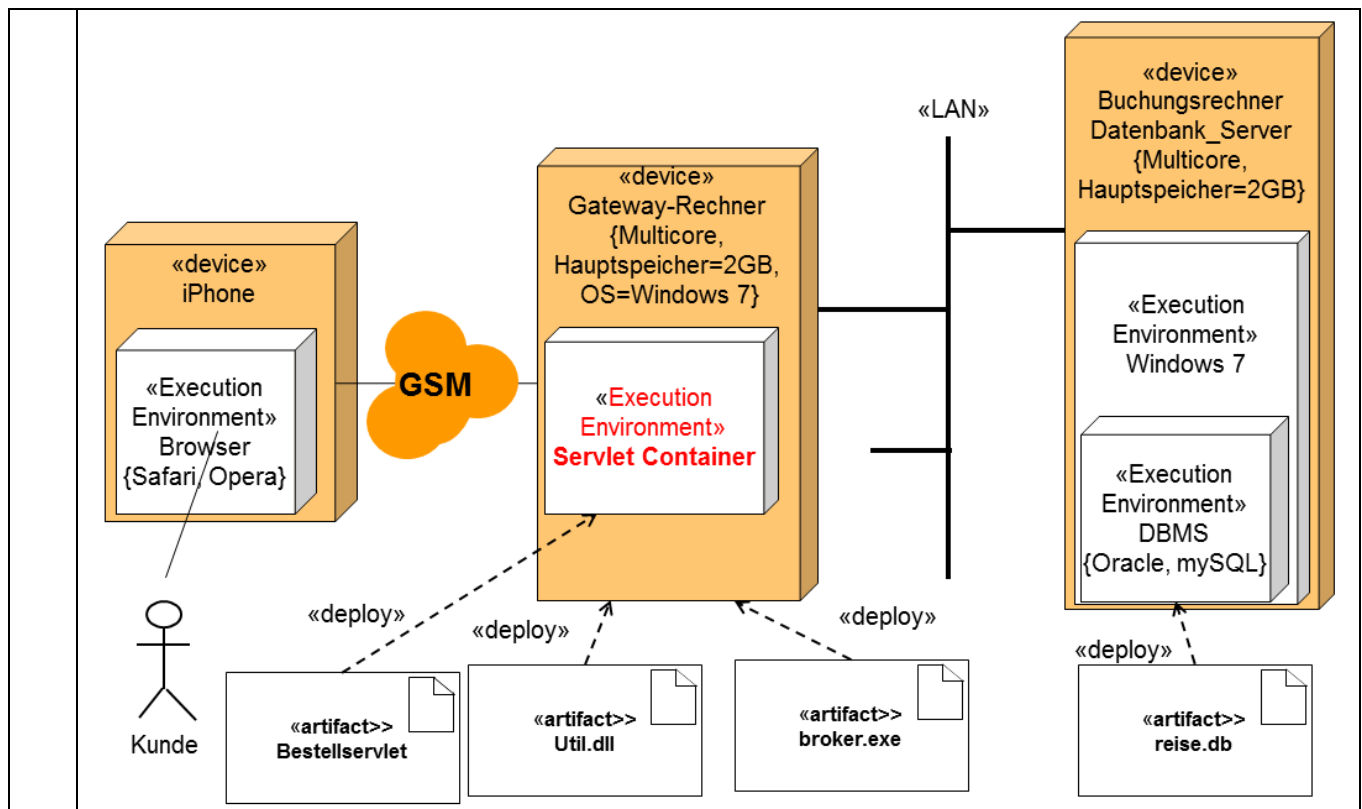 «device»
iPhone
«Execution
Environment»
Browser
{Safari, Opera}
Kunde
GSM
«device»
Gateway-Rechner
{Multicore,
Hauptspeicher=2GB,
OS=Windows 7}
«Execution
Environment»
Servlet Container
«LAN»
«device»
Buchungsrechner
Datenbank_Server
{Multicore,
Hauptspeicher=2GB}
«Execution
Environment»
Windows 7
«Execution
Environment»
DBMS
{Oracle, mySQL}
«deploy»
«deploy»
«deploy»
«deploy»
«artifact>>
Bestellservlet
«artifact>>
Util.dll
«artifact>>
broker.exe
«artifact>>
reise.db